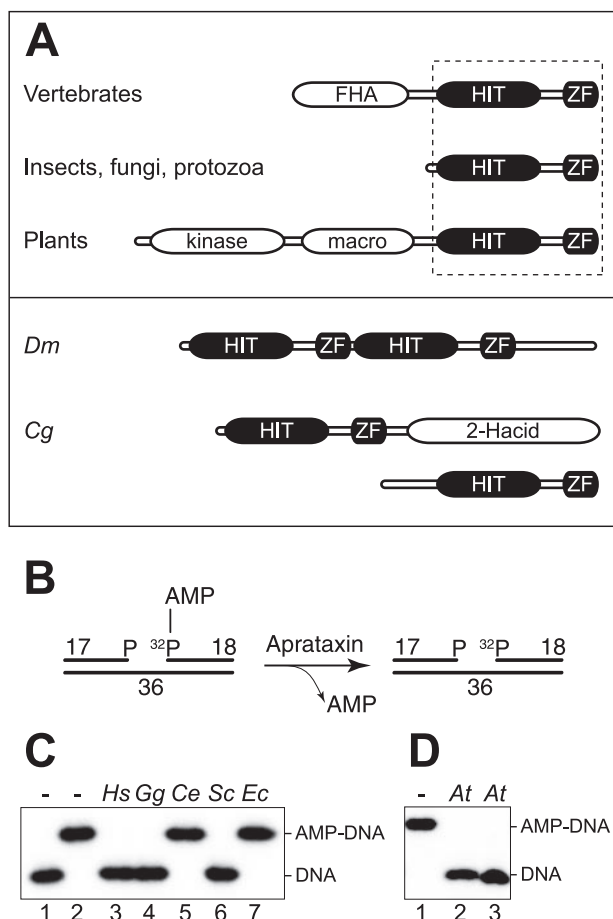 A
Vertebrates FHA HIT ZF
Insects, fungi, protozoa HIT ZF
Plants kinase macro HIT ZF
Dm HIT ZF HIT ZF
Cg HIT ZF 2-Hacid
HIT ZF
B
AMP
17 P 32P 18 Aprataxin 17 P 32P 18
36 AMP 36
C
- - Hs Gg Ce Sc Ec
AMP-DNA
DNA
1 2 3 4 5 6 7
D
- At At
AMP-DNA
DNA
1 2 3